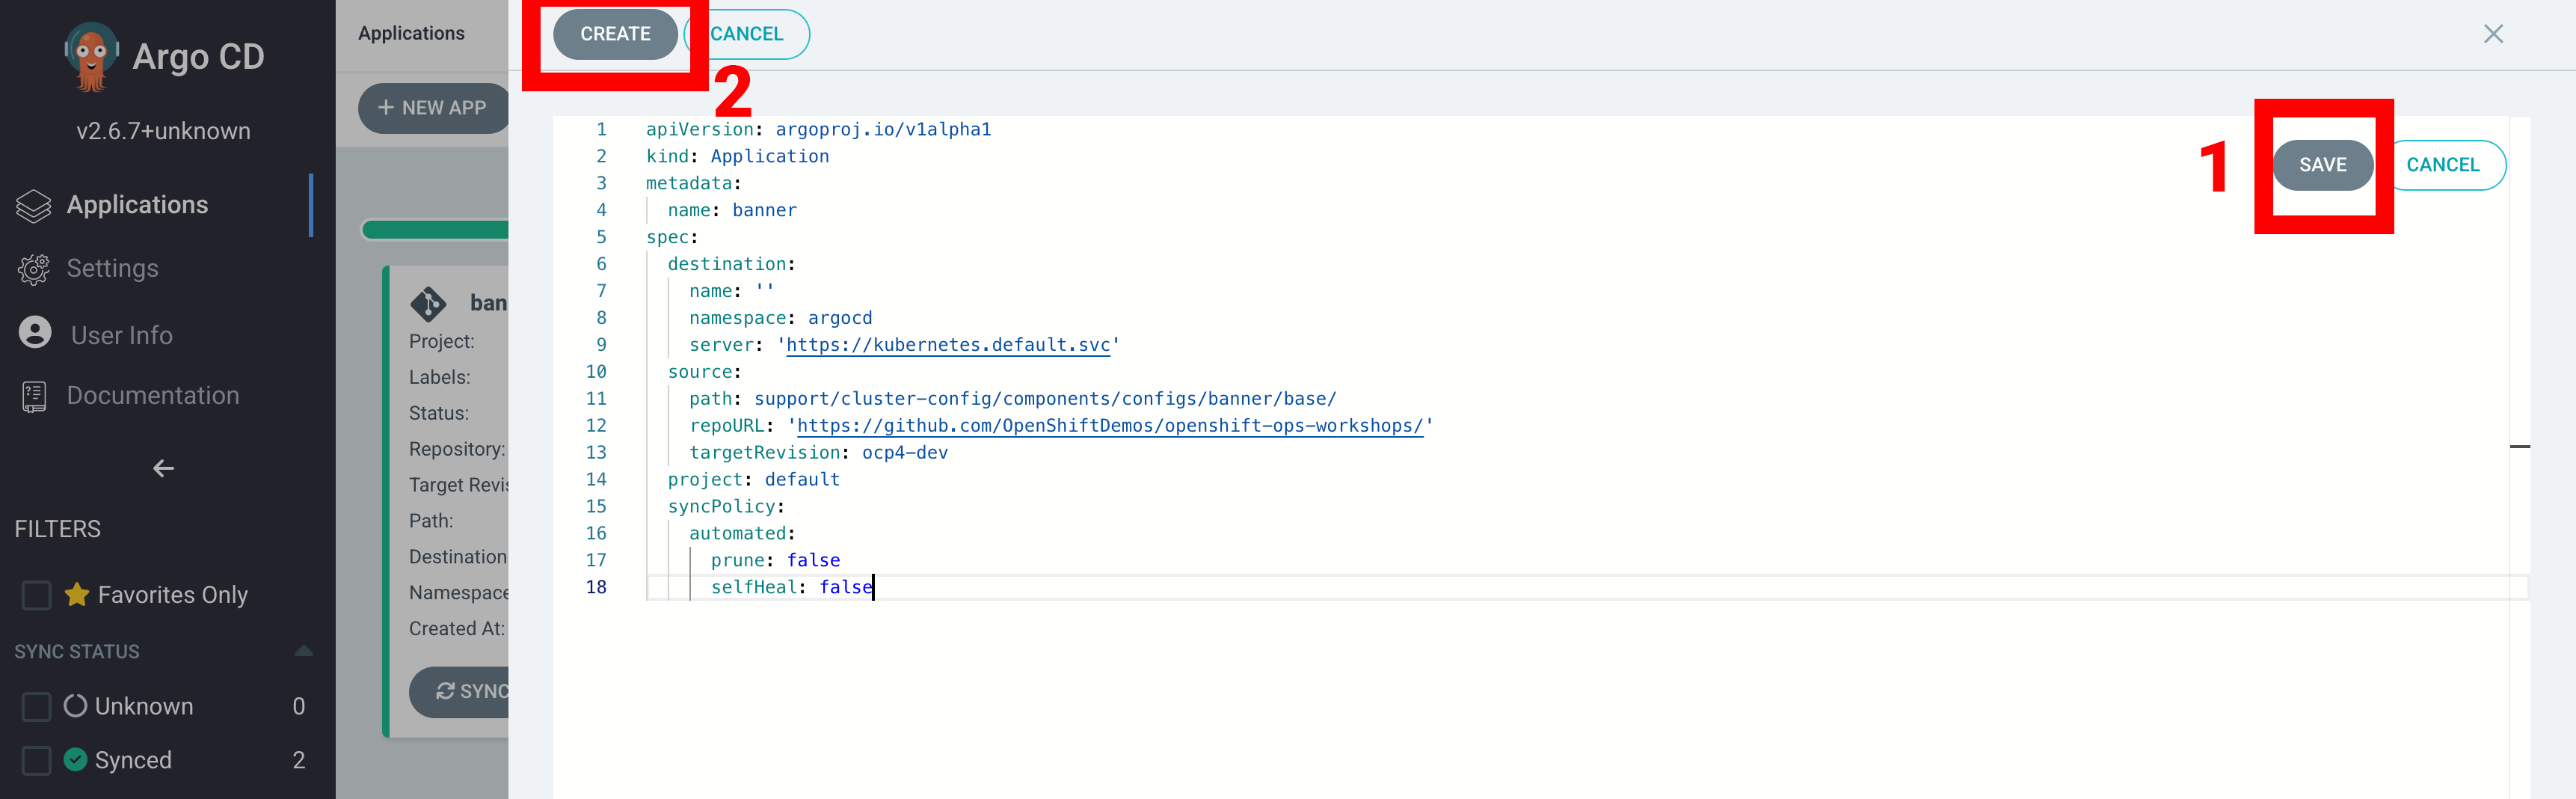 Argo CD
v2.6.7+unknown
Applications
Settings
User Info
Documentation
FILTERS
Favorites Only
SYNC STATUS
Unknown 0
Synced 2
Applications
+ NEW APP
ban
Project:
Labels:
Status:
Repository:
Target Revis
Path:
Destination
Namespace
Created At:
SYNC
CREATE
CANCEL
2
1
SAVE
CANCEL
1 apiVersion: argoproj.io/v1alpha1
2 kind: Application
3 metadata:
4 name: banner
5 spec:
6 destination:
7 name: ''
8 namespace: argocd
9 server: 'https://kubernetes.default.svc'
10 source:
11 path: support/cluster-config/components/configs/banner/base/
12 repoURL: 'https://github.com/OpenShiftDemos/openshift-ops-workshops/'
13 targetRevision: ocp4-dev
14 project: default
15 syncPolicy:
16 automated:
17 prune: false
18 selfHeal: false